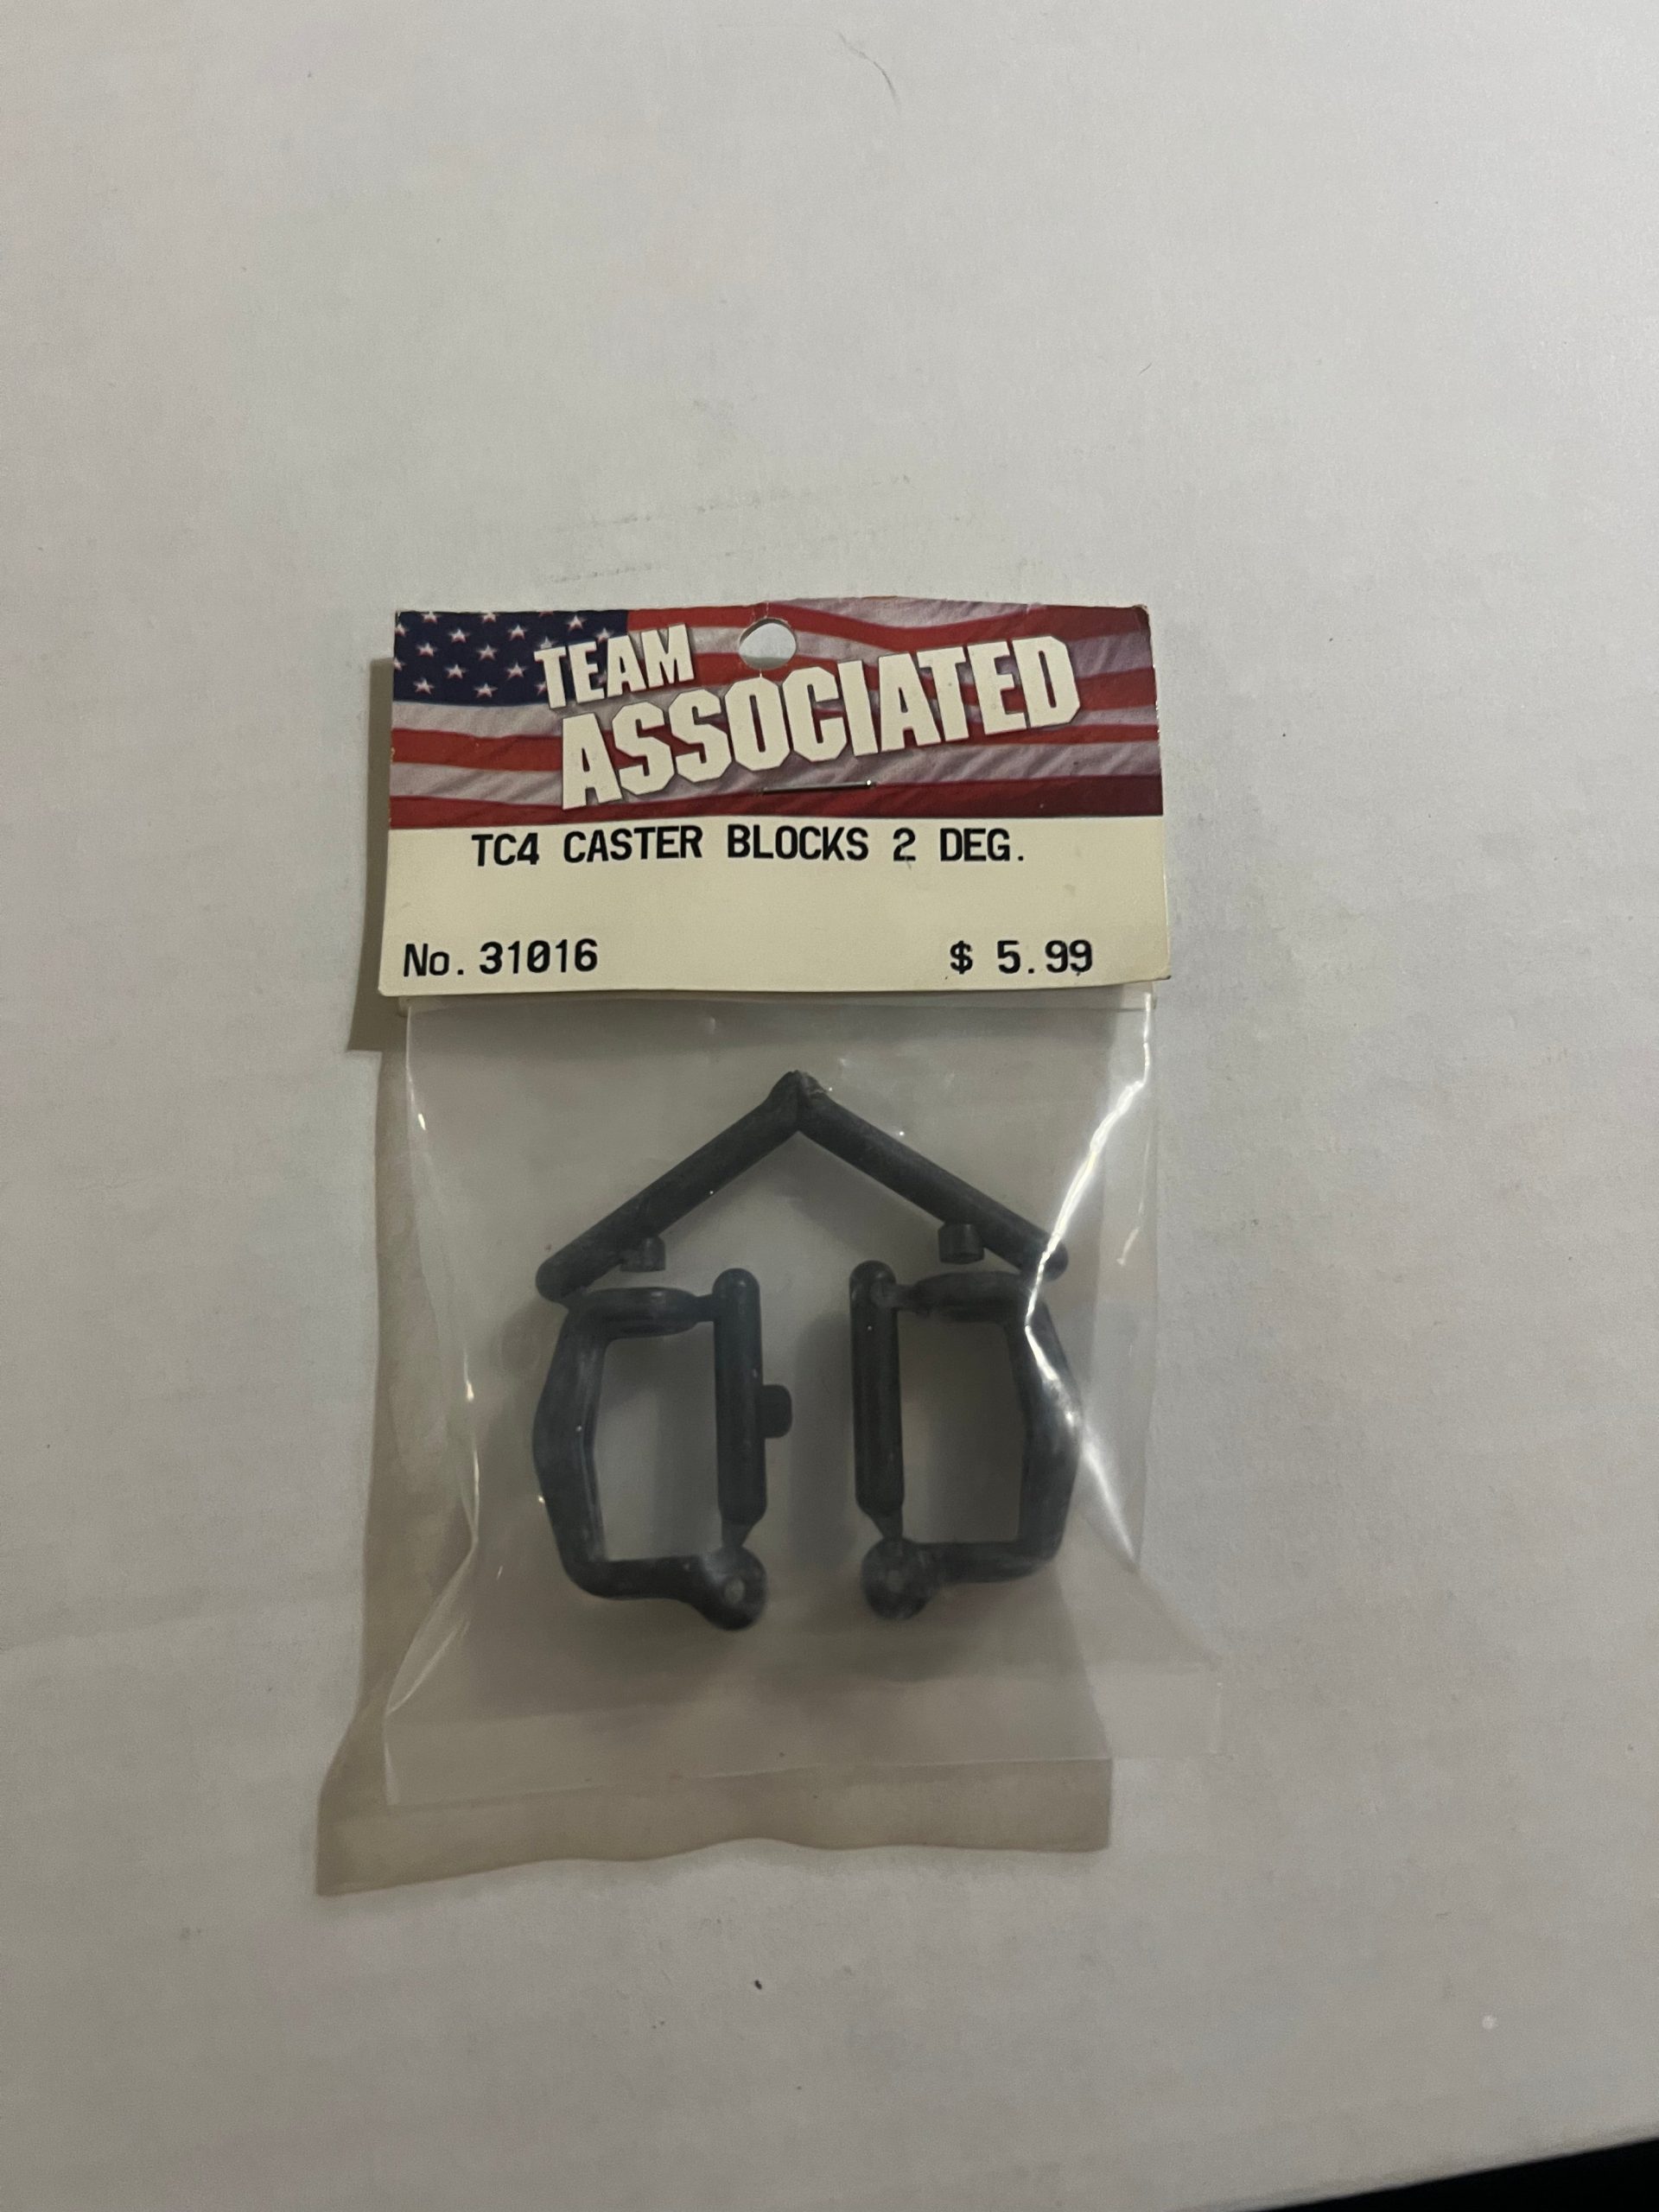 TEAM
ASSOCIATED
TC4 CASTER BLOCKS 2 DEG.
No. 31016 $ 5.99